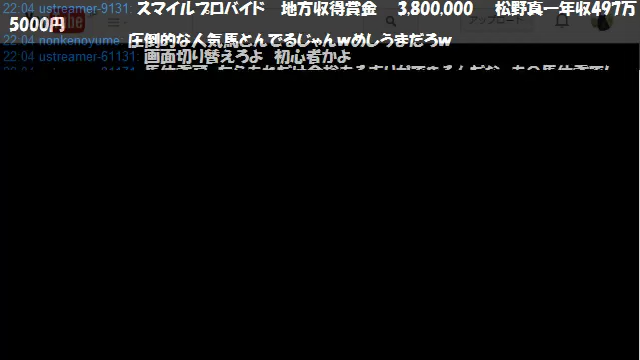 22:04 ustreamer-9131: スマイルプロバイド 地方収得賞金 3,800,000 松野真一年収497万
5000円
22:04 nonkenoyume: 圧倒的な人気馬とんでるじゃんwめしうまだろw
22:04 ustreamer-61131: 画面切り替えろよ 初心者かよ